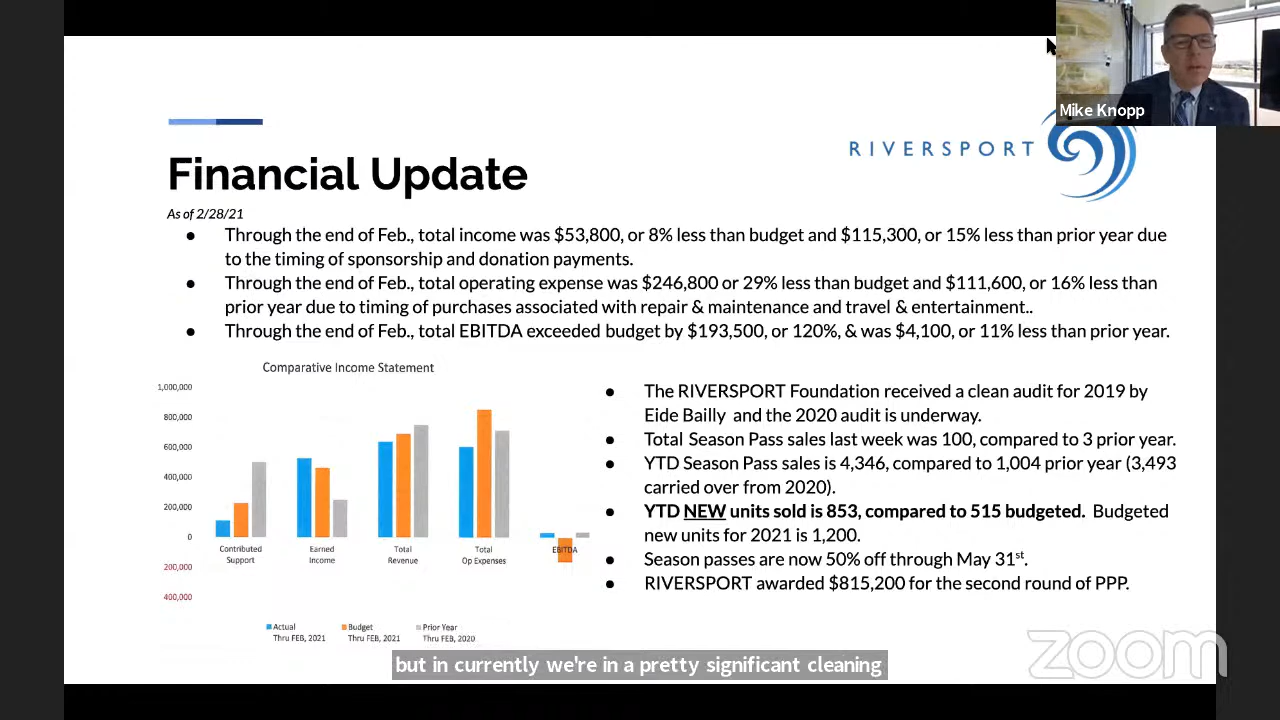 Mike Knopp
RIVERSPORT
Financial Update
As of 2/28/21
● Through the end of Feb., total income was $53,800, or 8% less than budget and $115,300, or 15% less than prior year due
to the timing of sponsorship and donation payments.
● Through the end of Feb., total operating expense was $246,800 or 29% less than budget and $111,600, or 16% less than
prior year due to timing of purchases associated with repair & maintenance and travel & entertainment..
● Through the end of Feb., total EBITDA exceeded budget by $193,500, or 120%, & was $4,100, or 11% less than prior year.
Comparative Income Statement
1,000,000
800,000
600,000
400,000
200,000
0
200,000
400,000
Contributed
Support
Earned
Income
Total
Revenue
Total
Op Expenses
EBITDA
Actual
Thru FEB, 2021
Budget
Thru FEB, 2021
Prior Year
Thru FEB, 2020
● The RIVERSPORT Foundation received a clean audit for 2019 by
Eide Bailly and the 2020 audit is underway.
● Total Season Pass sales last week was 100, compared to 3 prior year.
● YTD Season Pass sales is 4,346, compared to 1,004 prior year (3,493
carried over from 2020).
● YTD NEW units sold is 853, compared to 515 budgeted. Budgeted
new units for 2021 is 1,200.
● Season passes are now 50% off through May 31st.
● RIVERSPORT awarded $815,200 for the second round of PPP.
zoom
but in currently we're in a pretty significant cleaning